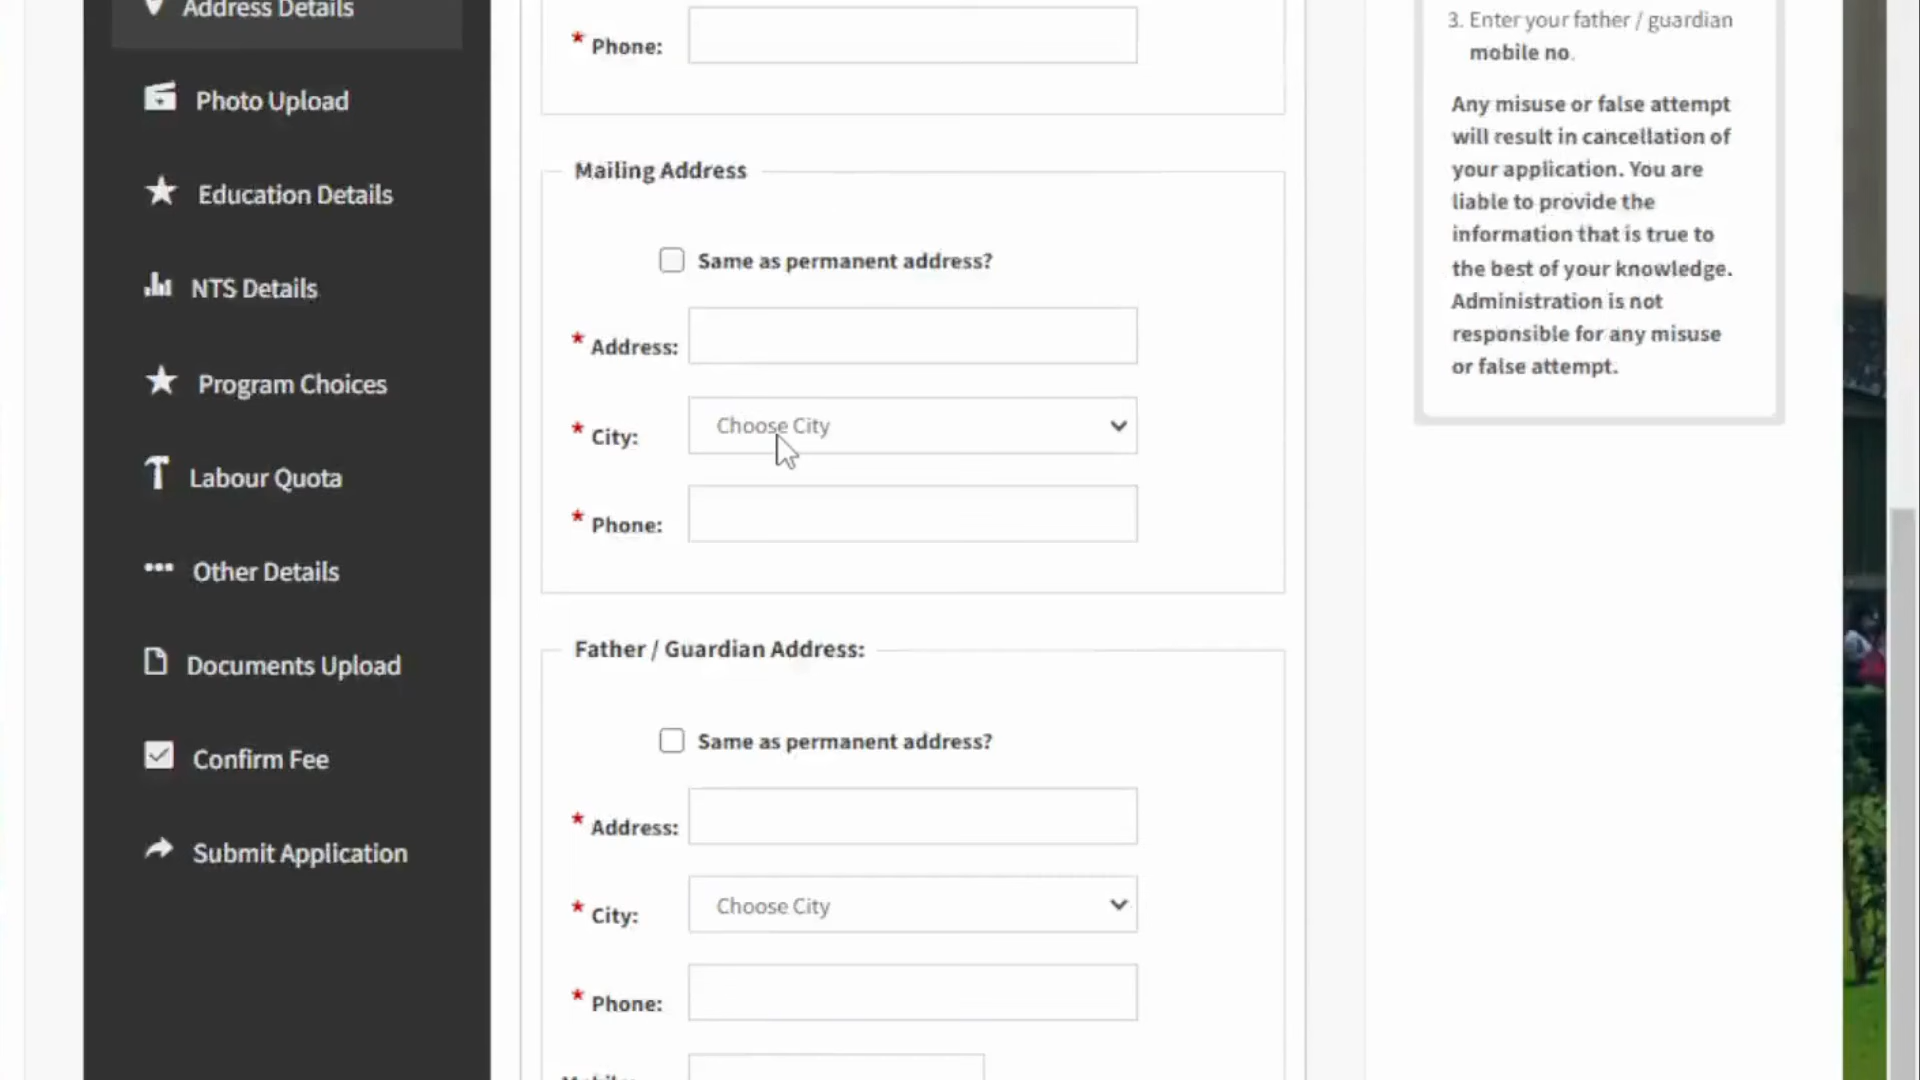 Address Details
Photo Upload
Education Details
NTS Details
Program Choices
Labour Quota
Other Details
Documents Upload
Confirm Fee
Submit Application
* Phone:
Mailing Address
Same as permanent address?
* Address:
* City: Choose City
* Phone:
Father / Guardian Address:
Same as permanent address?
* Address:
* City: Choose City
* Phone:
Mobile:
3. Enter your father / guardian
mobile no.
Any misuse or false attempt
will result in cancellation of
your application. You are
liable to provide the
information that is true to
the best of your knowledge.
Administration is not
responsible for any misuse
or false attempt.